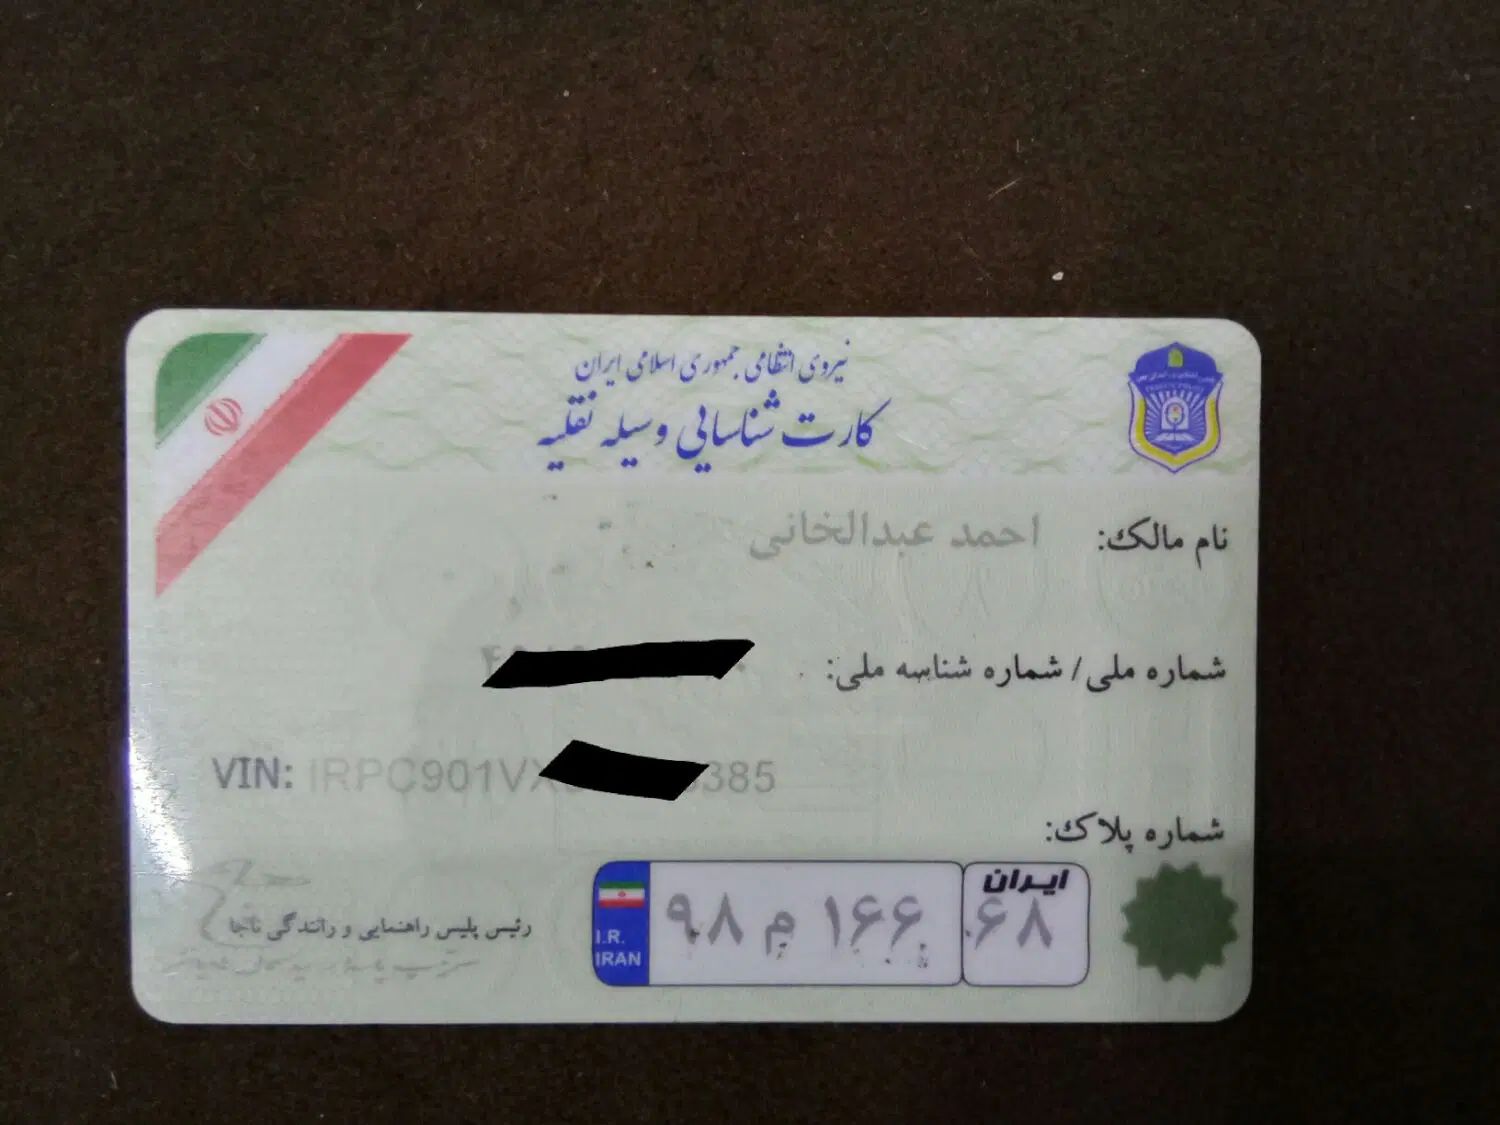 نیروی انتظامی جمهوری اسلامی ایران
کارت شناسایی وسیله نقلیه
نام مالک: احمد عبدالخانی
شماره ملی/ شماره شناسه ملی:
VIN: IRPC901VX 385
شماره پلاک:
ایران
۹۸ م ۱۶۶ ۶۸
I.R.
IRAN
رئیس پلیس راهنمایی و رانندگی ناجا